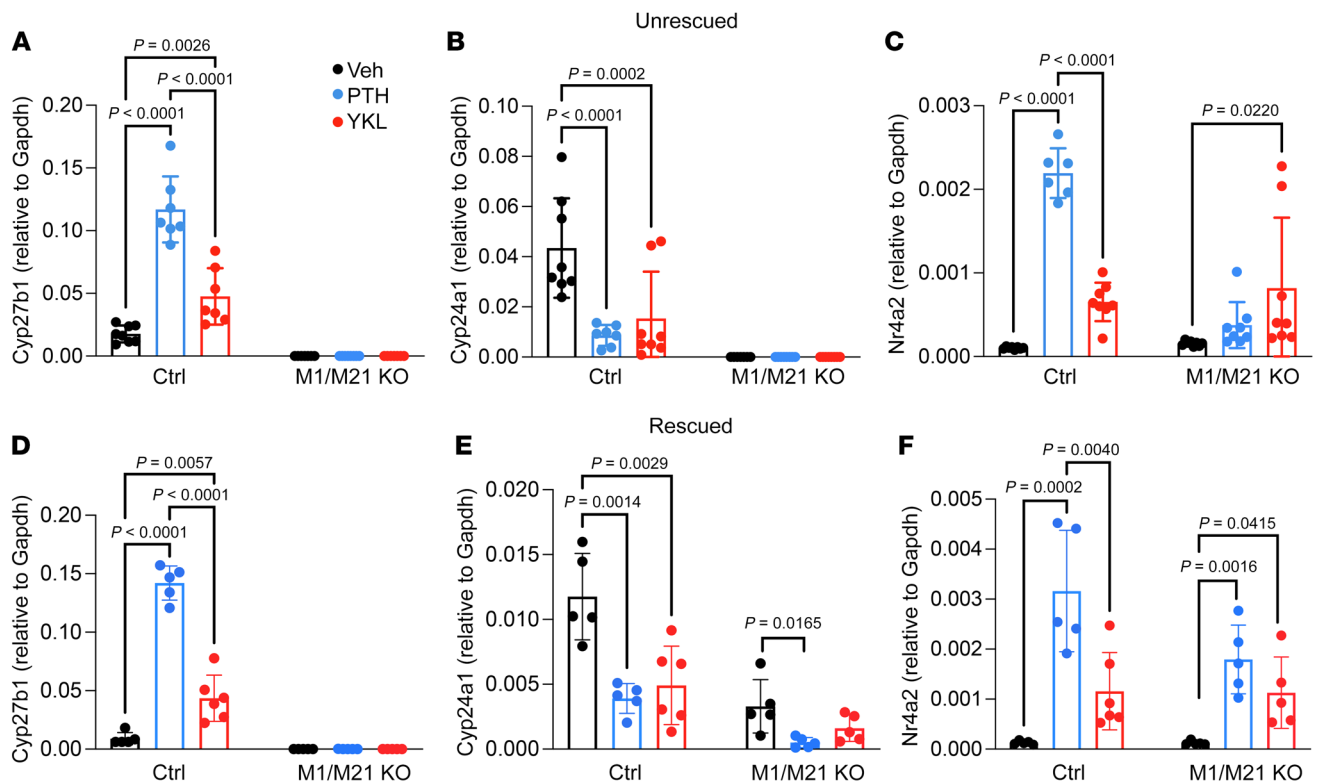 Unrescued
A
B
C
P = 0.0026
P < 0.0001
P < 0.0001
Veh
PTH
YKL
Cyp27b1 (relative to Gapdh)
0.20
0.15
0.10
0.05
0.00
Ctrl
M1/M21 KO
P = 0.0002
P < 0.0001
Cyp24a1 (relative to Gapdh)
0.10
0.08
0.06
0.04
0.02
0.00
Ctrl
M1/M21 KO
P < 0.0001
P < 0.0001
P = 0.0220
Nr4a2 (relative to Gapdh)
0.003
0.002
0.001
0.000
Ctrl
M1/M21 KO
Rescued
D
E
F
P = 0.0057
P < 0.0001
P < 0.0001
Cyp27b1 (relative to Gapdh)
0.20
0.15
0.10
0.05
0.00
Ctrl
M1/M21 KO
P = 0.0029
P = 0.0014
P = 0.0165
Cyp24a1 (relative to Gapdh)
0.020
0.015
0.010
0.005
0.000
Ctrl
M1/M21 KO
P = 0.0040
P = 0.0002
P = 0.0415
P = 0.0016
Nr4a2 (relative to Gapdh)
0.005
0.004
0.003
0.002
0.001
0.000
Ctrl
M1/M21 KO